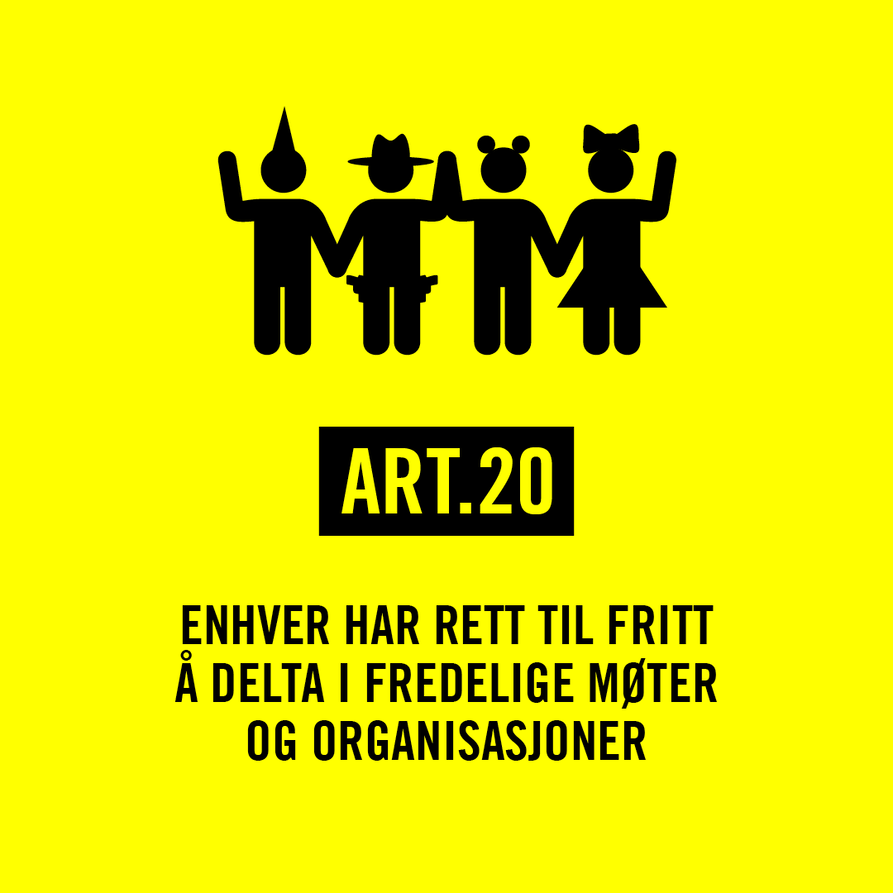 ART.20
ENHVER HAR RETT TIL FRITT
Å DELTA I FREDELIGE MØTER
OG ORGANISASJONER